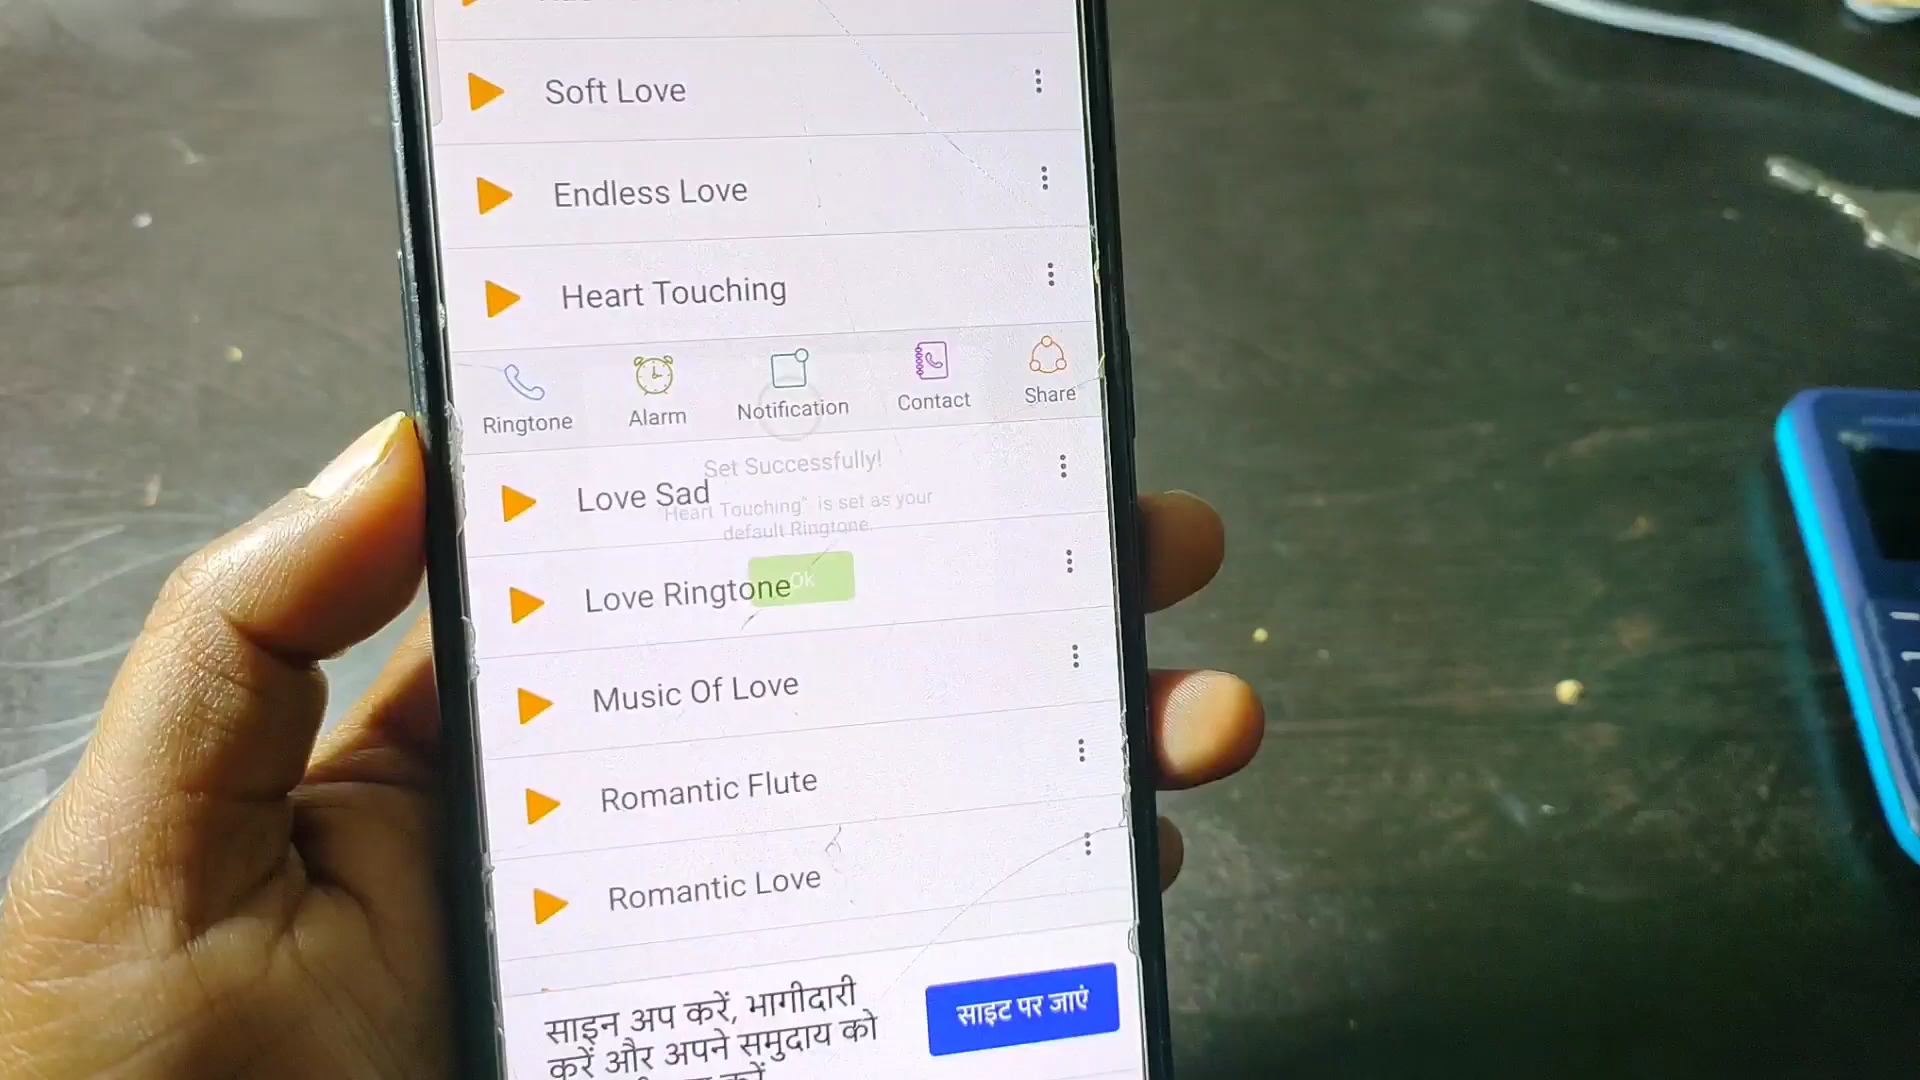 Soft Love
Endless Love
Heart Touching
Ringtone Alarm Notification Contact Share
Set Successfully!
Love Sad
Heart Touching" is set as your
default Ringtone.
Love Ringtone
Ok
Music Of Love
Romantic Flute
Romantic Love
साइन अप करें, भागीदारी
करें और अपने समुदाय को
साइट पर जाएं